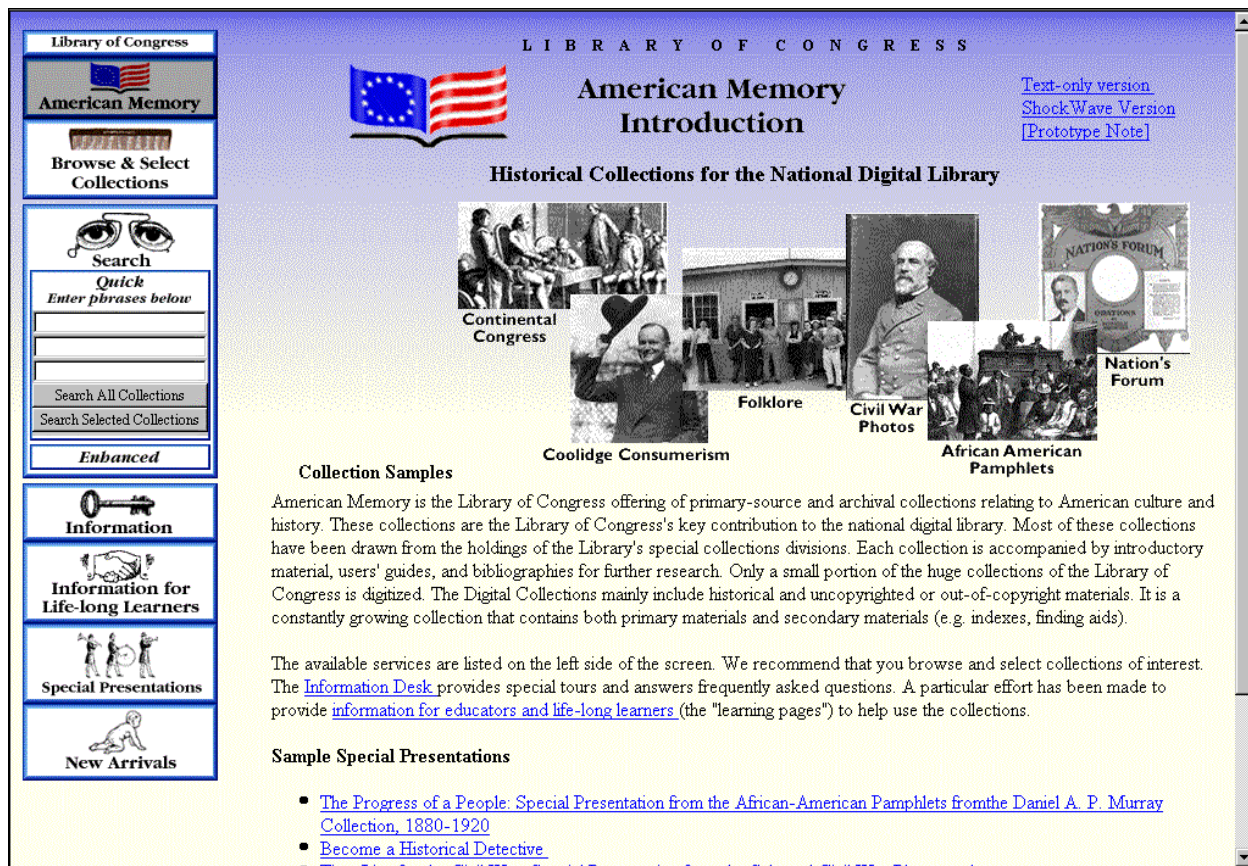 Library of Congress
American Memory
Browse & Select
Collections
Search
Quick
Enter phrases below
Search All Collections
Search Selected Collections
Enhanced
Information
Information for
Life-long Learners
Special Presentations
New Arrivals
LIBRARY OF CONGRESS
American Memory
Introduction
Text-only version
ShockWave Version
[Prototype Note]
Historical Collections for the National Digital Library
Continental
Congress
Coolidge Consumerism
Folklore
Civil War
Photos
African American
Pamphlets
NATION'S FORUM
Nation's
Forum
Collection Samples
American Memory is the Library of Congress offering of primary-source and archival collections relating to American culture and
history. These collections are the Library of Congress's key contribution to the national digital library. Most of these collections
have been drawn from the holdings of the Library's special collections divisions. Each collection is accompanied by introductory
material, users' guides, and bibliographies for further research. Only a small portion of the huge collections of the Library of
Congress is digitized. The Digital Collections mainly include historical and uncopyrighted or out-of-copyright materials. It is a
constantly growing collection that contains both primary materials and secondary materials (e.g. indexes, finding aids).
The available services are listed on the left side of the screen. We recommend that you browse and select collections of interest.
The Information Desk provides special tours and answers frequently asked questions. A particular effort has been made to
provide information for educators and life-long learners (the "learning pages") to help use the collections.
Sample Special Presentations
The Progress of a People: Special Presentation from the African-American Pamphlets fromthe Daniel A. P. Murray
Collection, 1880-1920
Become a Historical Detective